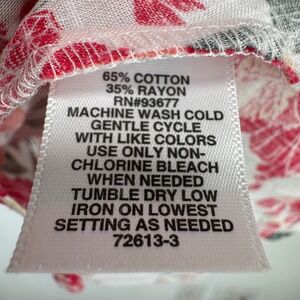 65% COTTON
35% RAYON
RN#93677
MACHINE WASH COLD
GENTLE CYCLE
WITH LIKE COLORS
USE ONLY NON-
CHLORINE BLEACH
WHEN NEEDED
TUMBLE DRY LOW
IRON ON LOWEST
SETTING AS NEEDED
72613-3